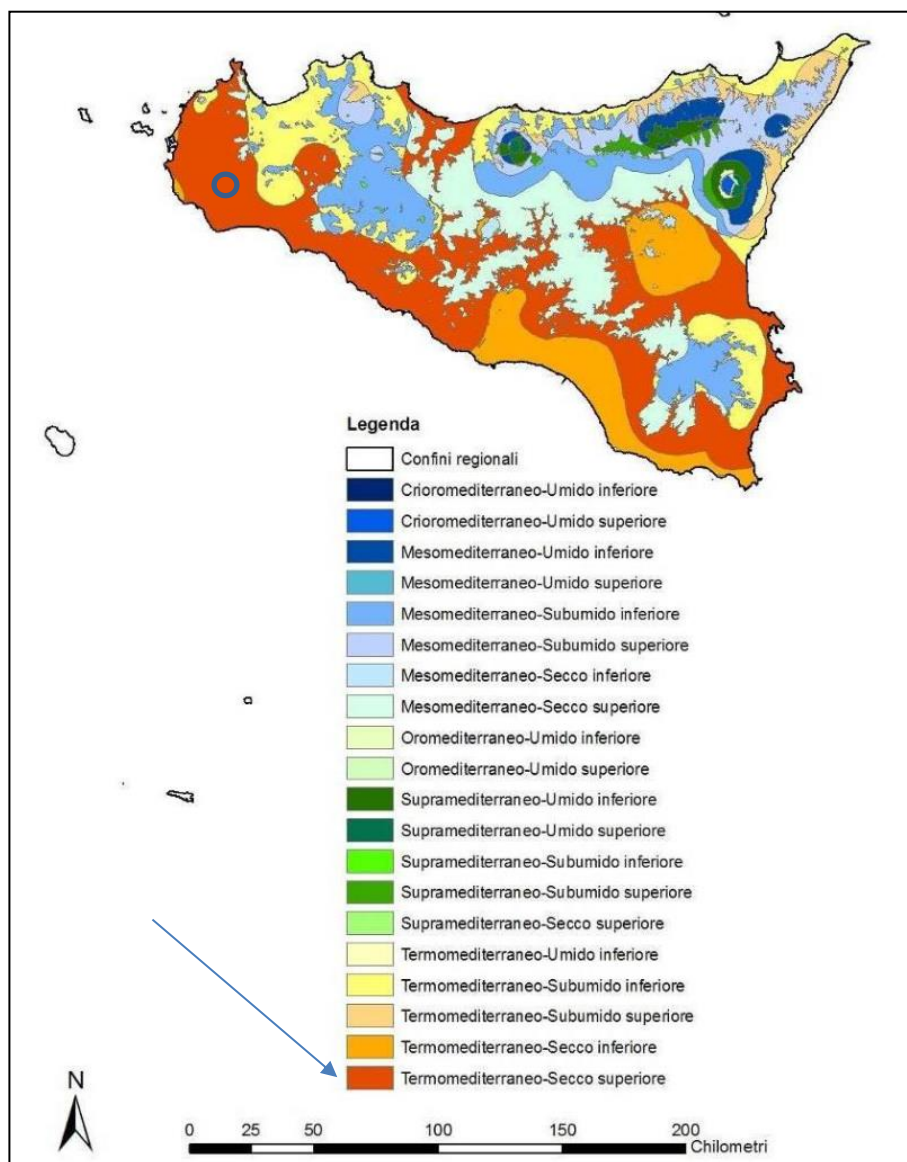 Legenda
Confini regionali
Crioromediterraneo-Umido inferiore
Crioromediterraneo-Umido superiore
Mesomediterraneo-Umido inferiore
Mesomediterraneo-Umido superiore
Mesomediterraneo-Subumido inferiore
Mesomediterraneo-Subumido superiore
Mesomediterraneo-Secco inferiore
Mesomediterraneo-Secco superiore
Oromediterraneo-Umido inferiore
Oromediterraneo-Umido superiore
Supramediterraneo-Umido inferiore
Supramediterraneo-Umido superiore
Supramediterraneo-Subumido inferiore
Supramediterraneo-Subumido superiore
Supramediterraneo-Secco superiore
Termomediterraneo-Umido inferiore
Termomediterraneo-Subumido inferiore
Termomediterraneo-Subumido superiore
Termomediterraneo-Secco inferiore
Termomediterraneo-Secco superiore
N
0 25 50 100 150 200
Chilometri